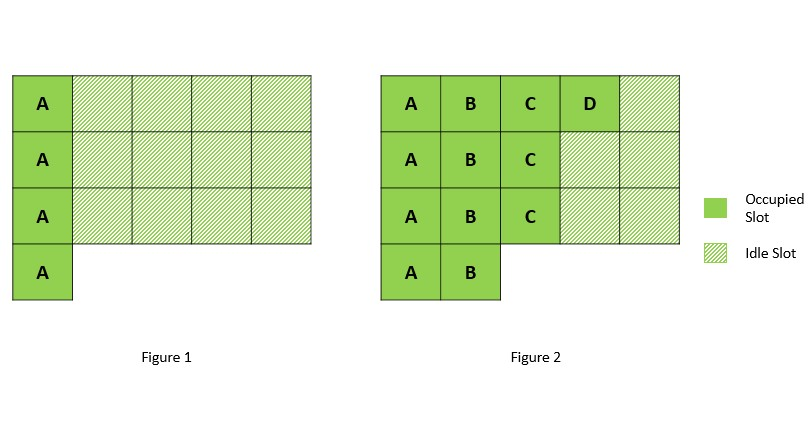 A
A B C D
A
A B C
A
A B C
A
A B
Occupied
Slot
Idle Slot
Figure 1
Figure 2